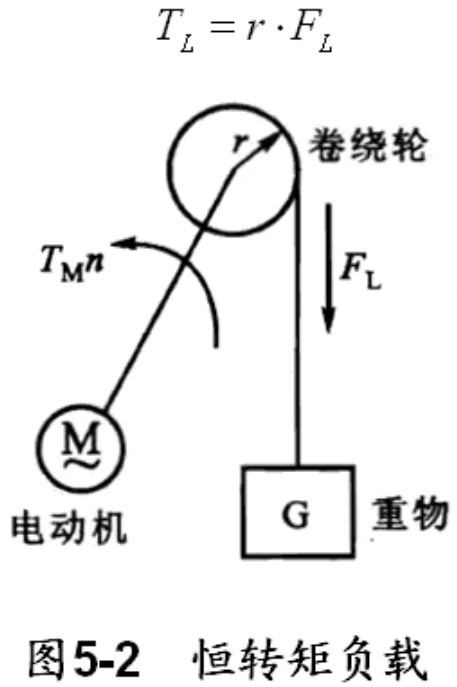 T_L = r · F_L
r
卷绕轮
T_M n
F_L
M
~
电动机
G
重物
图5-2 恒转矩负载